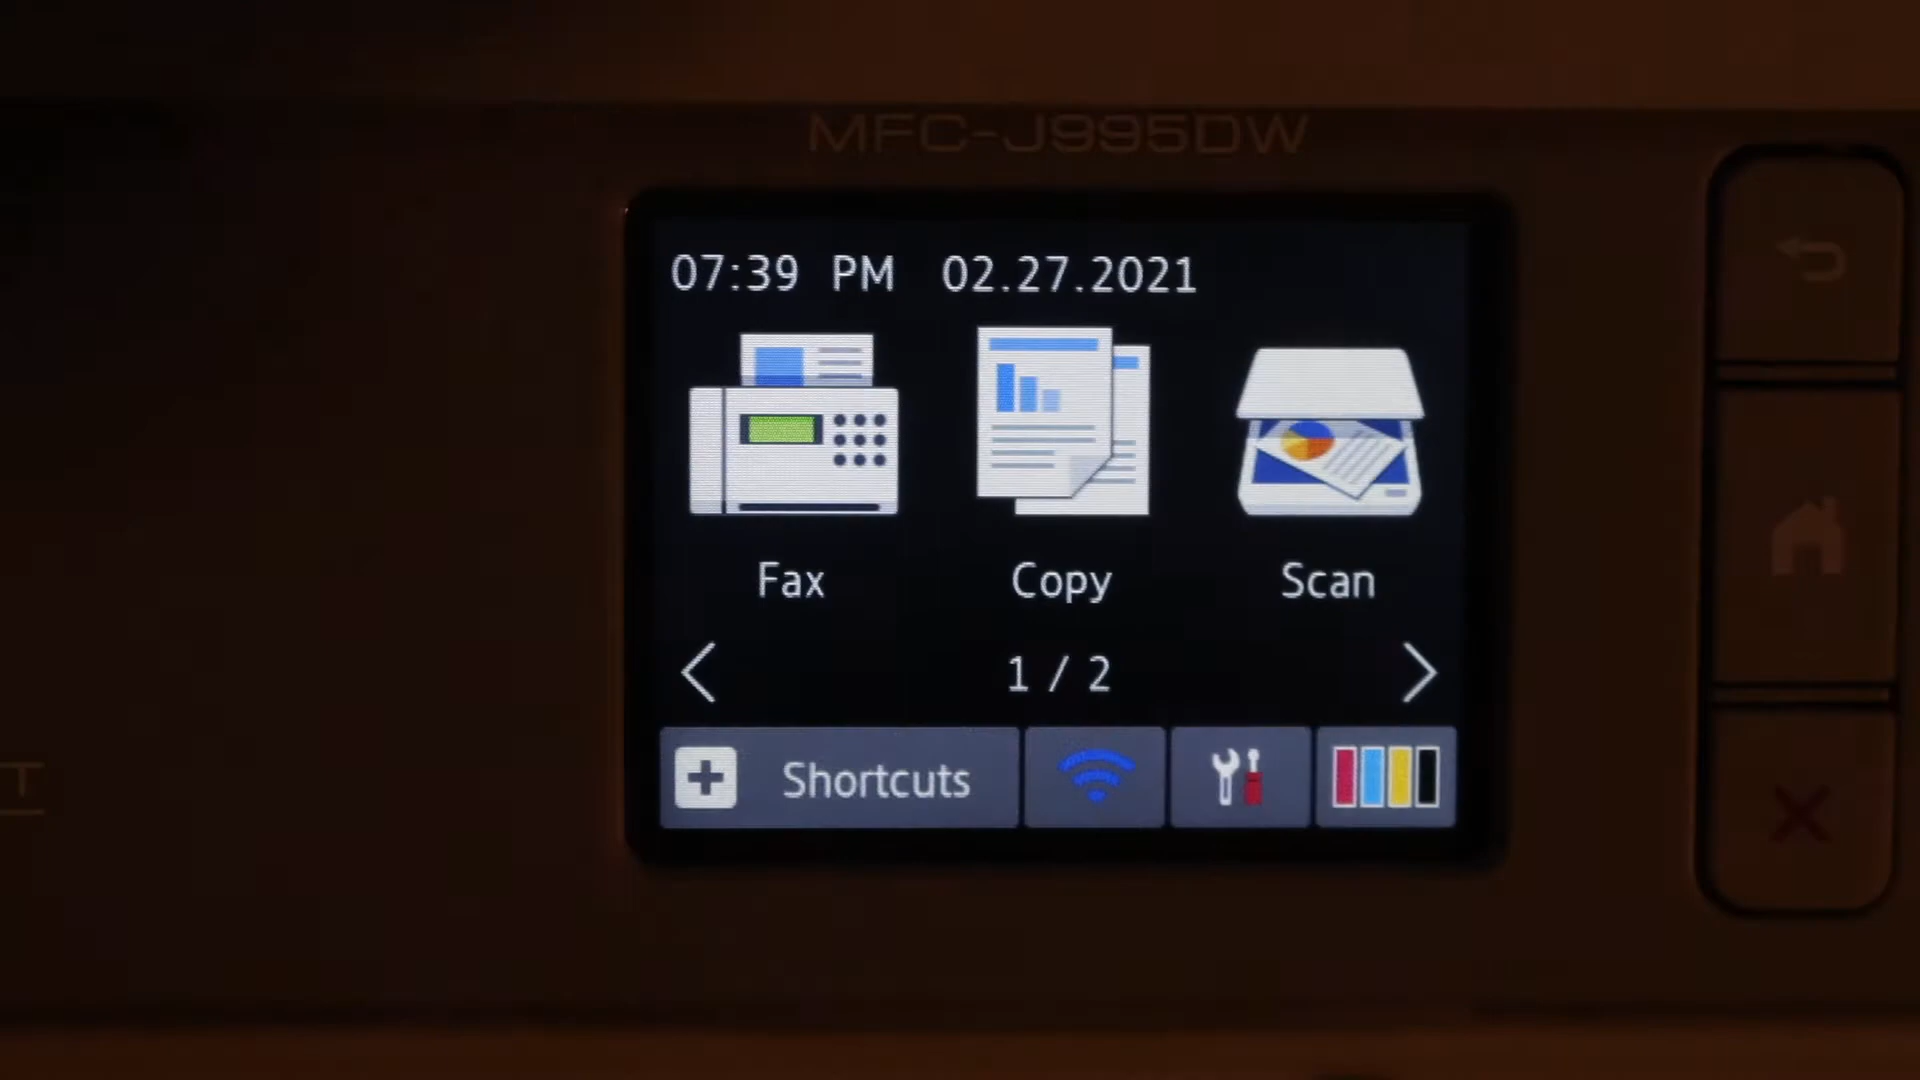 MFC-J995DW
07:39 PM 02.27.2021
Fax Copy Scan
1 / 2
Shortcuts